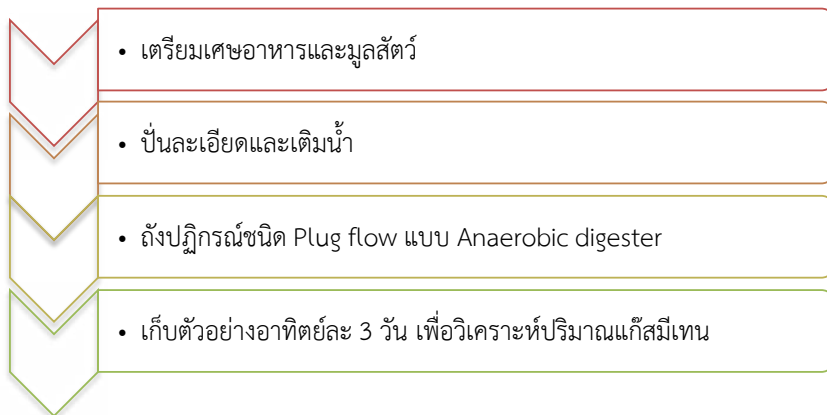 • เตรียมเศษอาหารและมูลสัตว์
• ปั่นละเอียดและเติมน้ำ
• ถังปฏิกรณ์ชนิด Plug flow แบบ Anaerobic digester
• เก็บตัวอย่างอาทิตย์ละ 3 วัน เพื่อวิเคราะห์ปริมาณแก๊สมีเทน